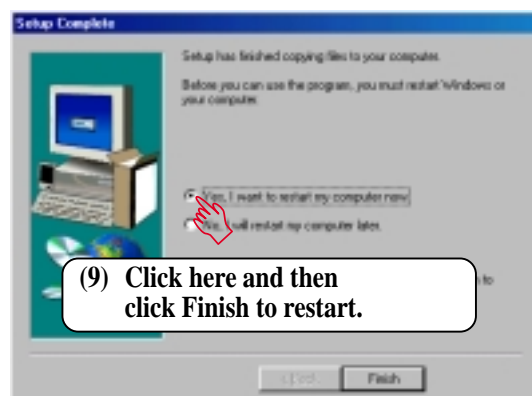 Setup Complete
Setup has finished copying files to your computer.
Before you can use the program, you must restart Windows or
your computer.
Yes, I want to restart my computer now.
No, I will restart my computer later.
to
(9) Click here and then
click Finish to restart.
Finish